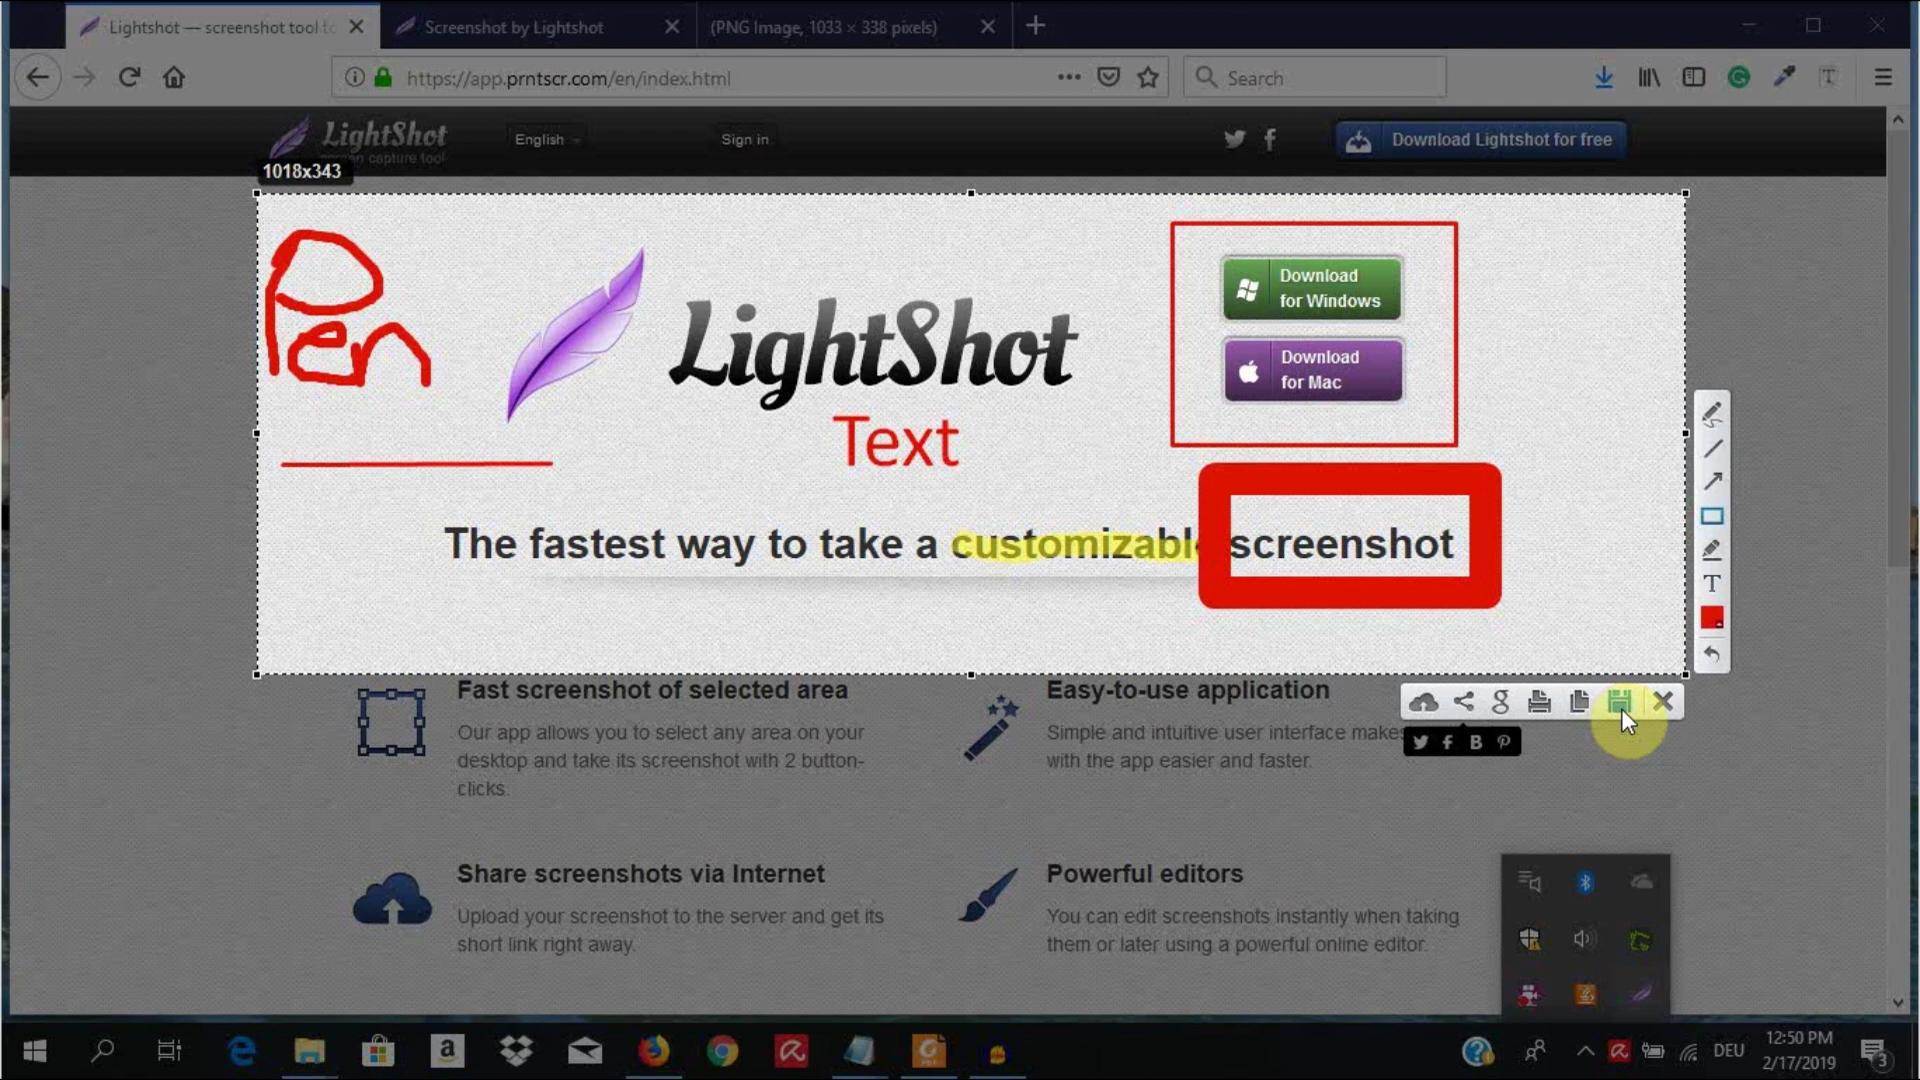 Lightshot — screenshot tool fo
Screenshot by Lightshot
(PNG Image, 1033 × 338 pixels)
https://app.prntscr.com/en/index.html
Search
LightShot
screen capture tool
English
Sign in
Download Lightshot for free
1018x343
Pen
LightShot
Download
for Windows
Download
for Mac
Text
The fastest way to take a customizable screenshot
T
Fast screenshot of selected area
Our app allows you to select any area on your
desktop and take its screenshot with 2 button-
clicks.
Easy-to-use application
Simple and intuitive user interface makes
with the app easier and faster.
Share screenshots via Internet
Upload your screenshot to the server and get its
short link right away.
Powerful editors
You can edit screenshots instantly when taking
them or later using a powerful online editor.
DEU
12:50 PM
2/17/2019
3